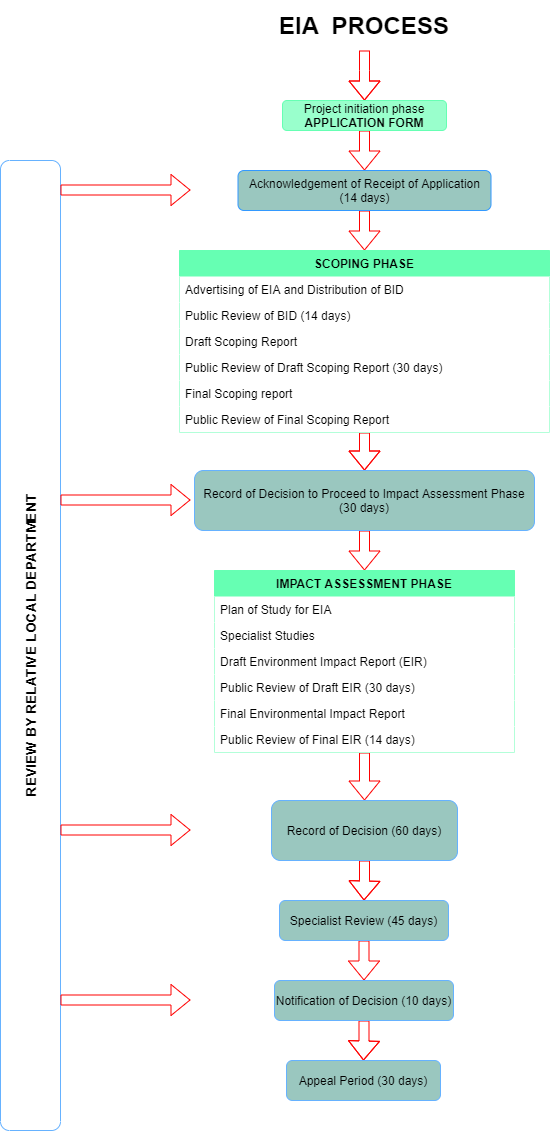 EIA PROCESS
Project initiation phase
APPLICATION FORM
Acknowledgement of Receipt of Application
(14 days)
SCOPING PHASE
Advertising of EIA and Distribution of BID
Public Review of BID (14 days)
Draft Scoping Report
Public Review of Draft Scoping Report (30 days)
Final Scoping report
Public Review of Final Scoping Report
Record of Decision to Proceed to Impact Assessment Phase
(30 days)
IMPACT ASSESSMENT PHASE
Plan of Study for EIA
Specialist Studies
Draft Environment Impact Report (EIR)
Public Review of Draft EIR (30 days)
Final Environmental Impact Report
Public Review of Final EIR (14 days)
Record of Decision (60 days)
Specialist Review (45 days)
Notification of Decision (10 days)
Appeal Period (30 days)
REVIEW BY RELATIVE LOCAL DEPARTMENT